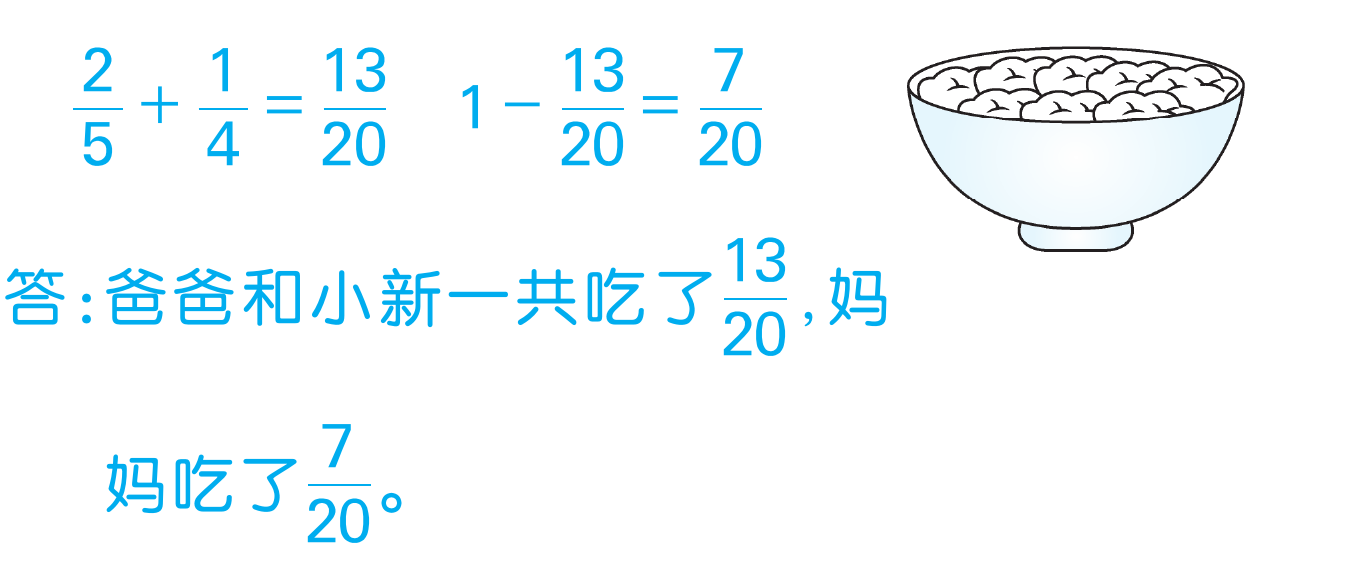 2/5 + 1/4 = 13/20  1 − 13/20 = 7/20
答:爸爸和小新一共吃了13/20,妈
妈吃了7/20。